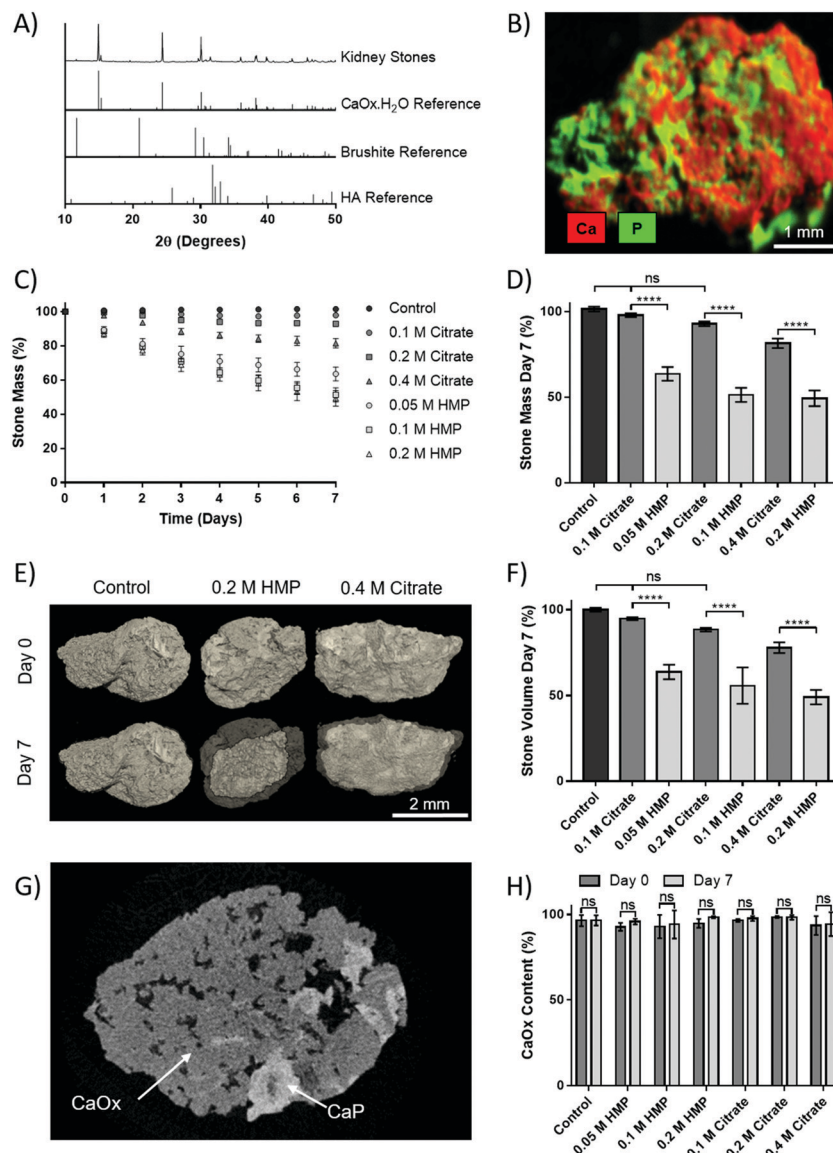 A)
Kidney Stones
CaOx.H2O Reference
Brushite Reference
HA Reference
10 20 30 40 50
2θ (Degrees)
B)
Ca P
1 mm
C)
Stone Mass (%)
100
80
60
40
20
0
0 1 2 3 4 5 6 7
Time (Days)
Control
0.1 M Citrate
0.2 M Citrate
0.4 M Citrate
0.05 M HMP
0.1 M HMP
0.2 M HMP
D)
Stone Mass Day 7 (%)
100
50
0
ns
****
****
****
Control
0.1 M Citrate
0.05 M HMP
0.2 M Citrate
0.1 M HMP
0.4 M Citrate
0.2 M HMP
E)
Control 0.2 M HMP 0.4 M Citrate
Day 0
Day 7
2 mm
F)
Stone Volume Day 7 (%)
100
50
0
ns
****
****
****
Control
0.1 M Citrate
0.05 M HMP
0.2 M Citrate
0.1 M HMP
0.4 M Citrate
0.2 M HMP
G)
CaOx
CaP
H)
Day 0 Day 7
CaOx Content (%)
100
50
0
ns ns ns ns ns ns ns
Control
0.05 M HMP
0.1 M HMP
0.2 M HMP
0.1 M Citrate
0.2 M Citrate
0.4 M Citrate